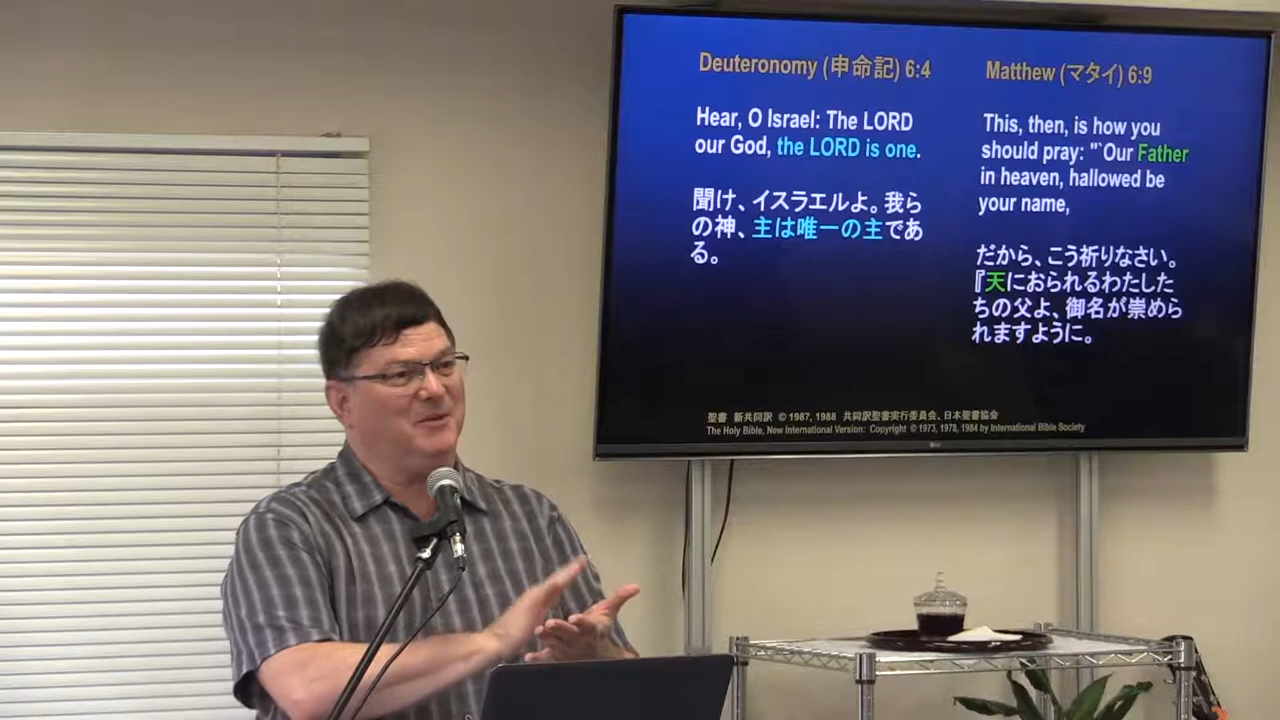 Deuteronomy (申命記) 6:4
Hear, O Israel: The LORD
our God, the LORD is one.
聞け、イスラエルよ。我ら
の神、主は唯一の主であ
る。
Matthew (マタイ) 6:9
This, then, is how you
should pray: "`Our Father
in heaven, hallowed be
your name,
だから、こう祈りなさい。
『天におられるわたした
ちの父よ、御名が崇めら
れますように。
聖書 新共同訳 © 1987, 1988 共同訳聖書実行委員会、日本聖書協会
The Holy Bible, New International Version: Copyright © 1973, 1978, 1984 by International Bible Society
LG